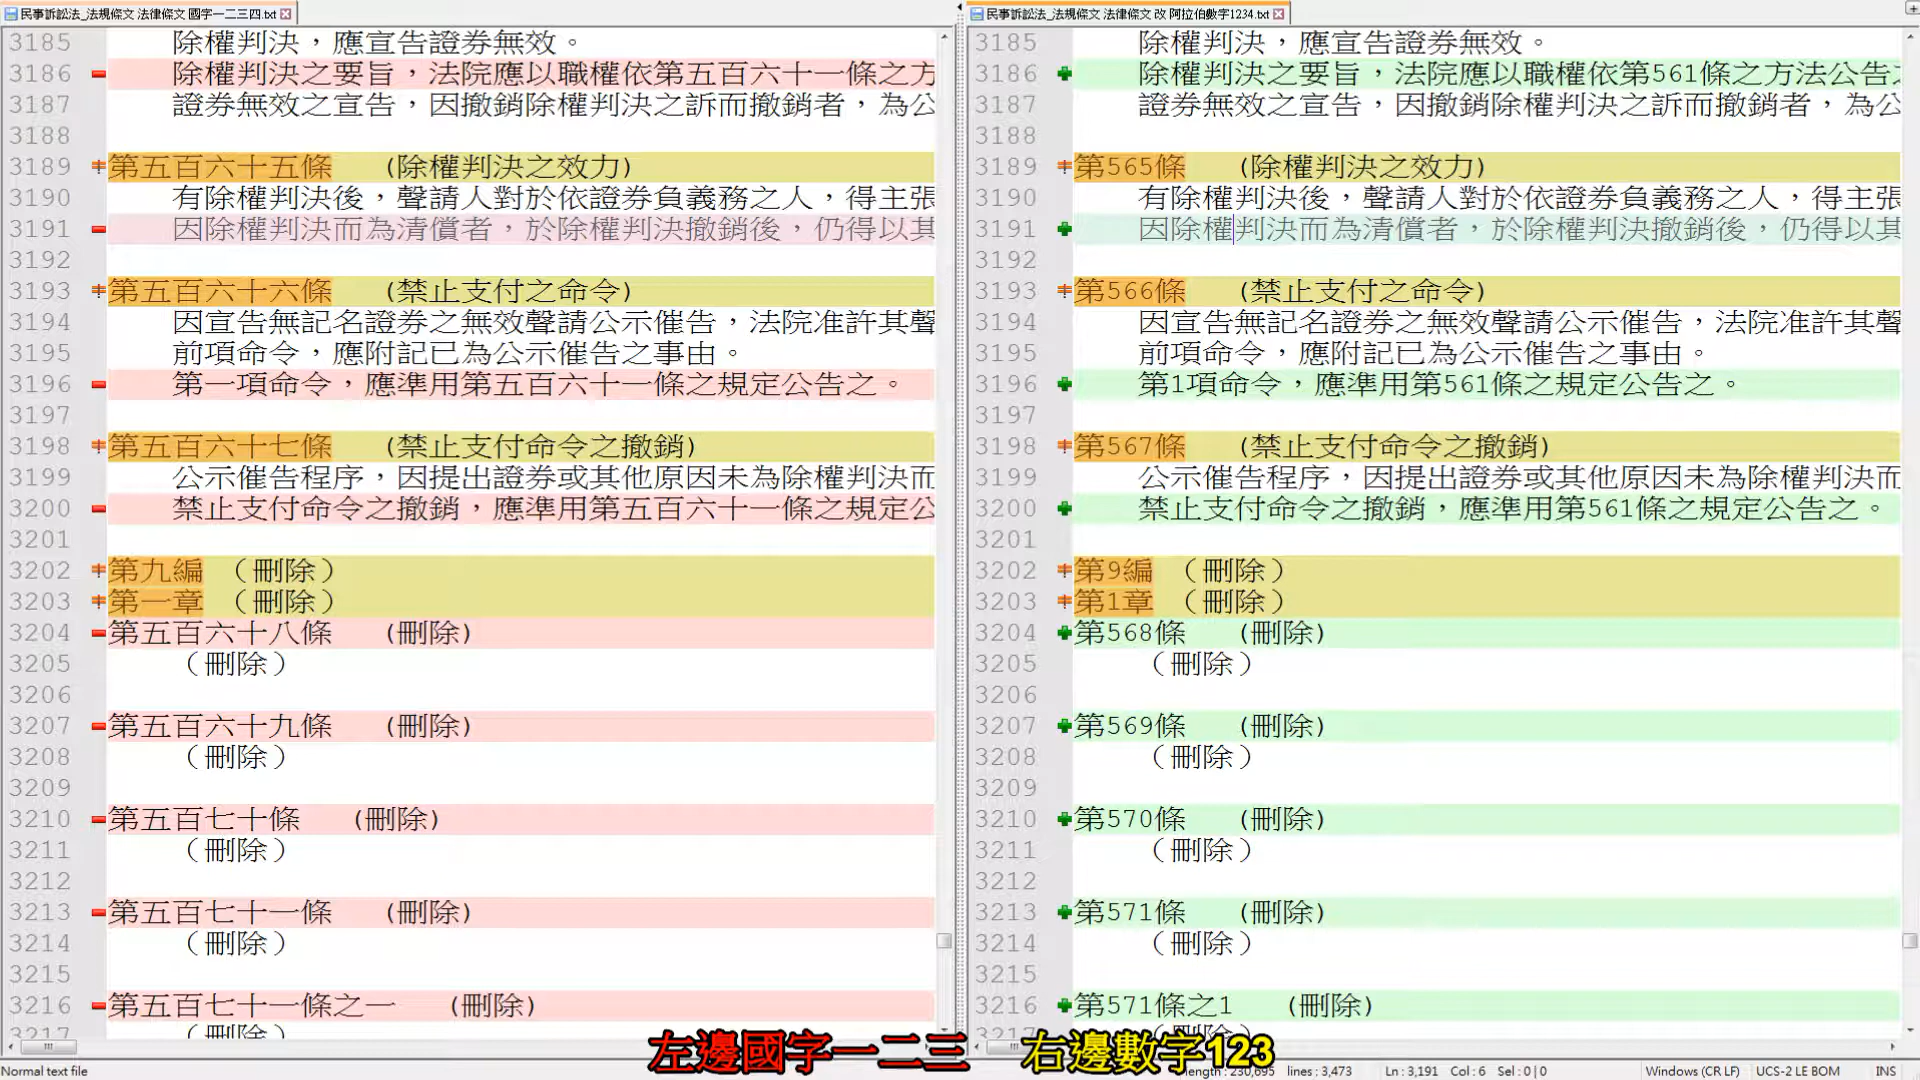 民事訴訟法_法規條文 法律條文 國字一二三四.txt
3185 除權判決，應宣告證券無效。
3186 除權判決之要旨，法院應以職權依第五百六十一條之方
3187 證券無效之宣告，因撤銷除權判決之訴而撤銷者，為公
3188
3189 第五百六十五條 (除權判決之效力)
3190 有除權判決後，聲請人對於依證券負義務之人，得主張
3191 因除權判決而為清償者，於除權判決撤銷後，仍得以其
3192
3193 第五百六十六條 (禁止支付之命令)
3194 因宣告無記名證券之無效聲請公示催告，法院准許其聲
3195 前項命令，應附記已為公示催告之事由。
3196 第一項命令，應準用第五百六十一條之規定公告之。
3197
3198 第五百六十七條 (禁止支付命令之撤銷)
3199 公示催告程序，因提出證券或其他原因未為除權判決而
3200 禁止支付命令之撤銷，應準用第五百六十一條之規定公
3201
3202 第九編 （刪除）
3203 第一章 （刪除）
3204 第五百六十八條 (刪除)
3205 （刪除）
3206
3207 第五百六十九條 (刪除)
3208 （刪除）
3209
3210 第五百七十條 (刪除)
3211 （刪除）
3212
3213 第五百七十一條 (刪除)
3214 （刪除）
3215
3216 第五百七十一條之一 (刪除)
3217 （刪除）
民事訴訟法_法規條文 法律條文 改 阿拉伯數字1234.txt
3185 除權判決，應宣告證券無效。
3186 除權判決之要旨，法院應以職權依第561條之方法公告之
3187 證券無效之宣告，因撤銷除權判決之訴而撤銷者，為公
3188
3189 第565條 (除權判決之效力)
3190 有除權判決後，聲請人對於依證券負義務之人，得主張
3191 因除權判決而為清償者，於除權判決撤銷後，仍得以其
3192
3193 第566條 (禁止支付之命令)
3194 因宣告無記名證券之無效聲請公示催告，法院准許其聲
3195 前項命令，應附記已為公示催告之事由。
3196 第1項命令，應準用第561條之規定公告之。
3197
3198 第567條 (禁止支付命令之撤銷)
3199 公示催告程序，因提出證券或其他原因未為除權判決而
3200 禁止支付命令之撤銷，應準用第561條之規定公告之。
3201
3202 第9編 （刪除）
3203 第1章 （刪除）
3204 第568條 (刪除)
3205 （刪除）
3206
3207 第569條 (刪除)
3208 （刪除）
3209
3210 第570條 (刪除)
3211 （刪除）
3212
3213 第571條 (刪除)
3214 （刪除）
3215
3216 第571條之1 (刪除)
3217 （刪除）
左邊國字一二三 右邊數字123
Normal text file length : 230,695 lines : 3,473 Ln : 3,191 Col : 6 Sel : 0 | 0 Windows (CR LF) UCS-2 LE BOM INS